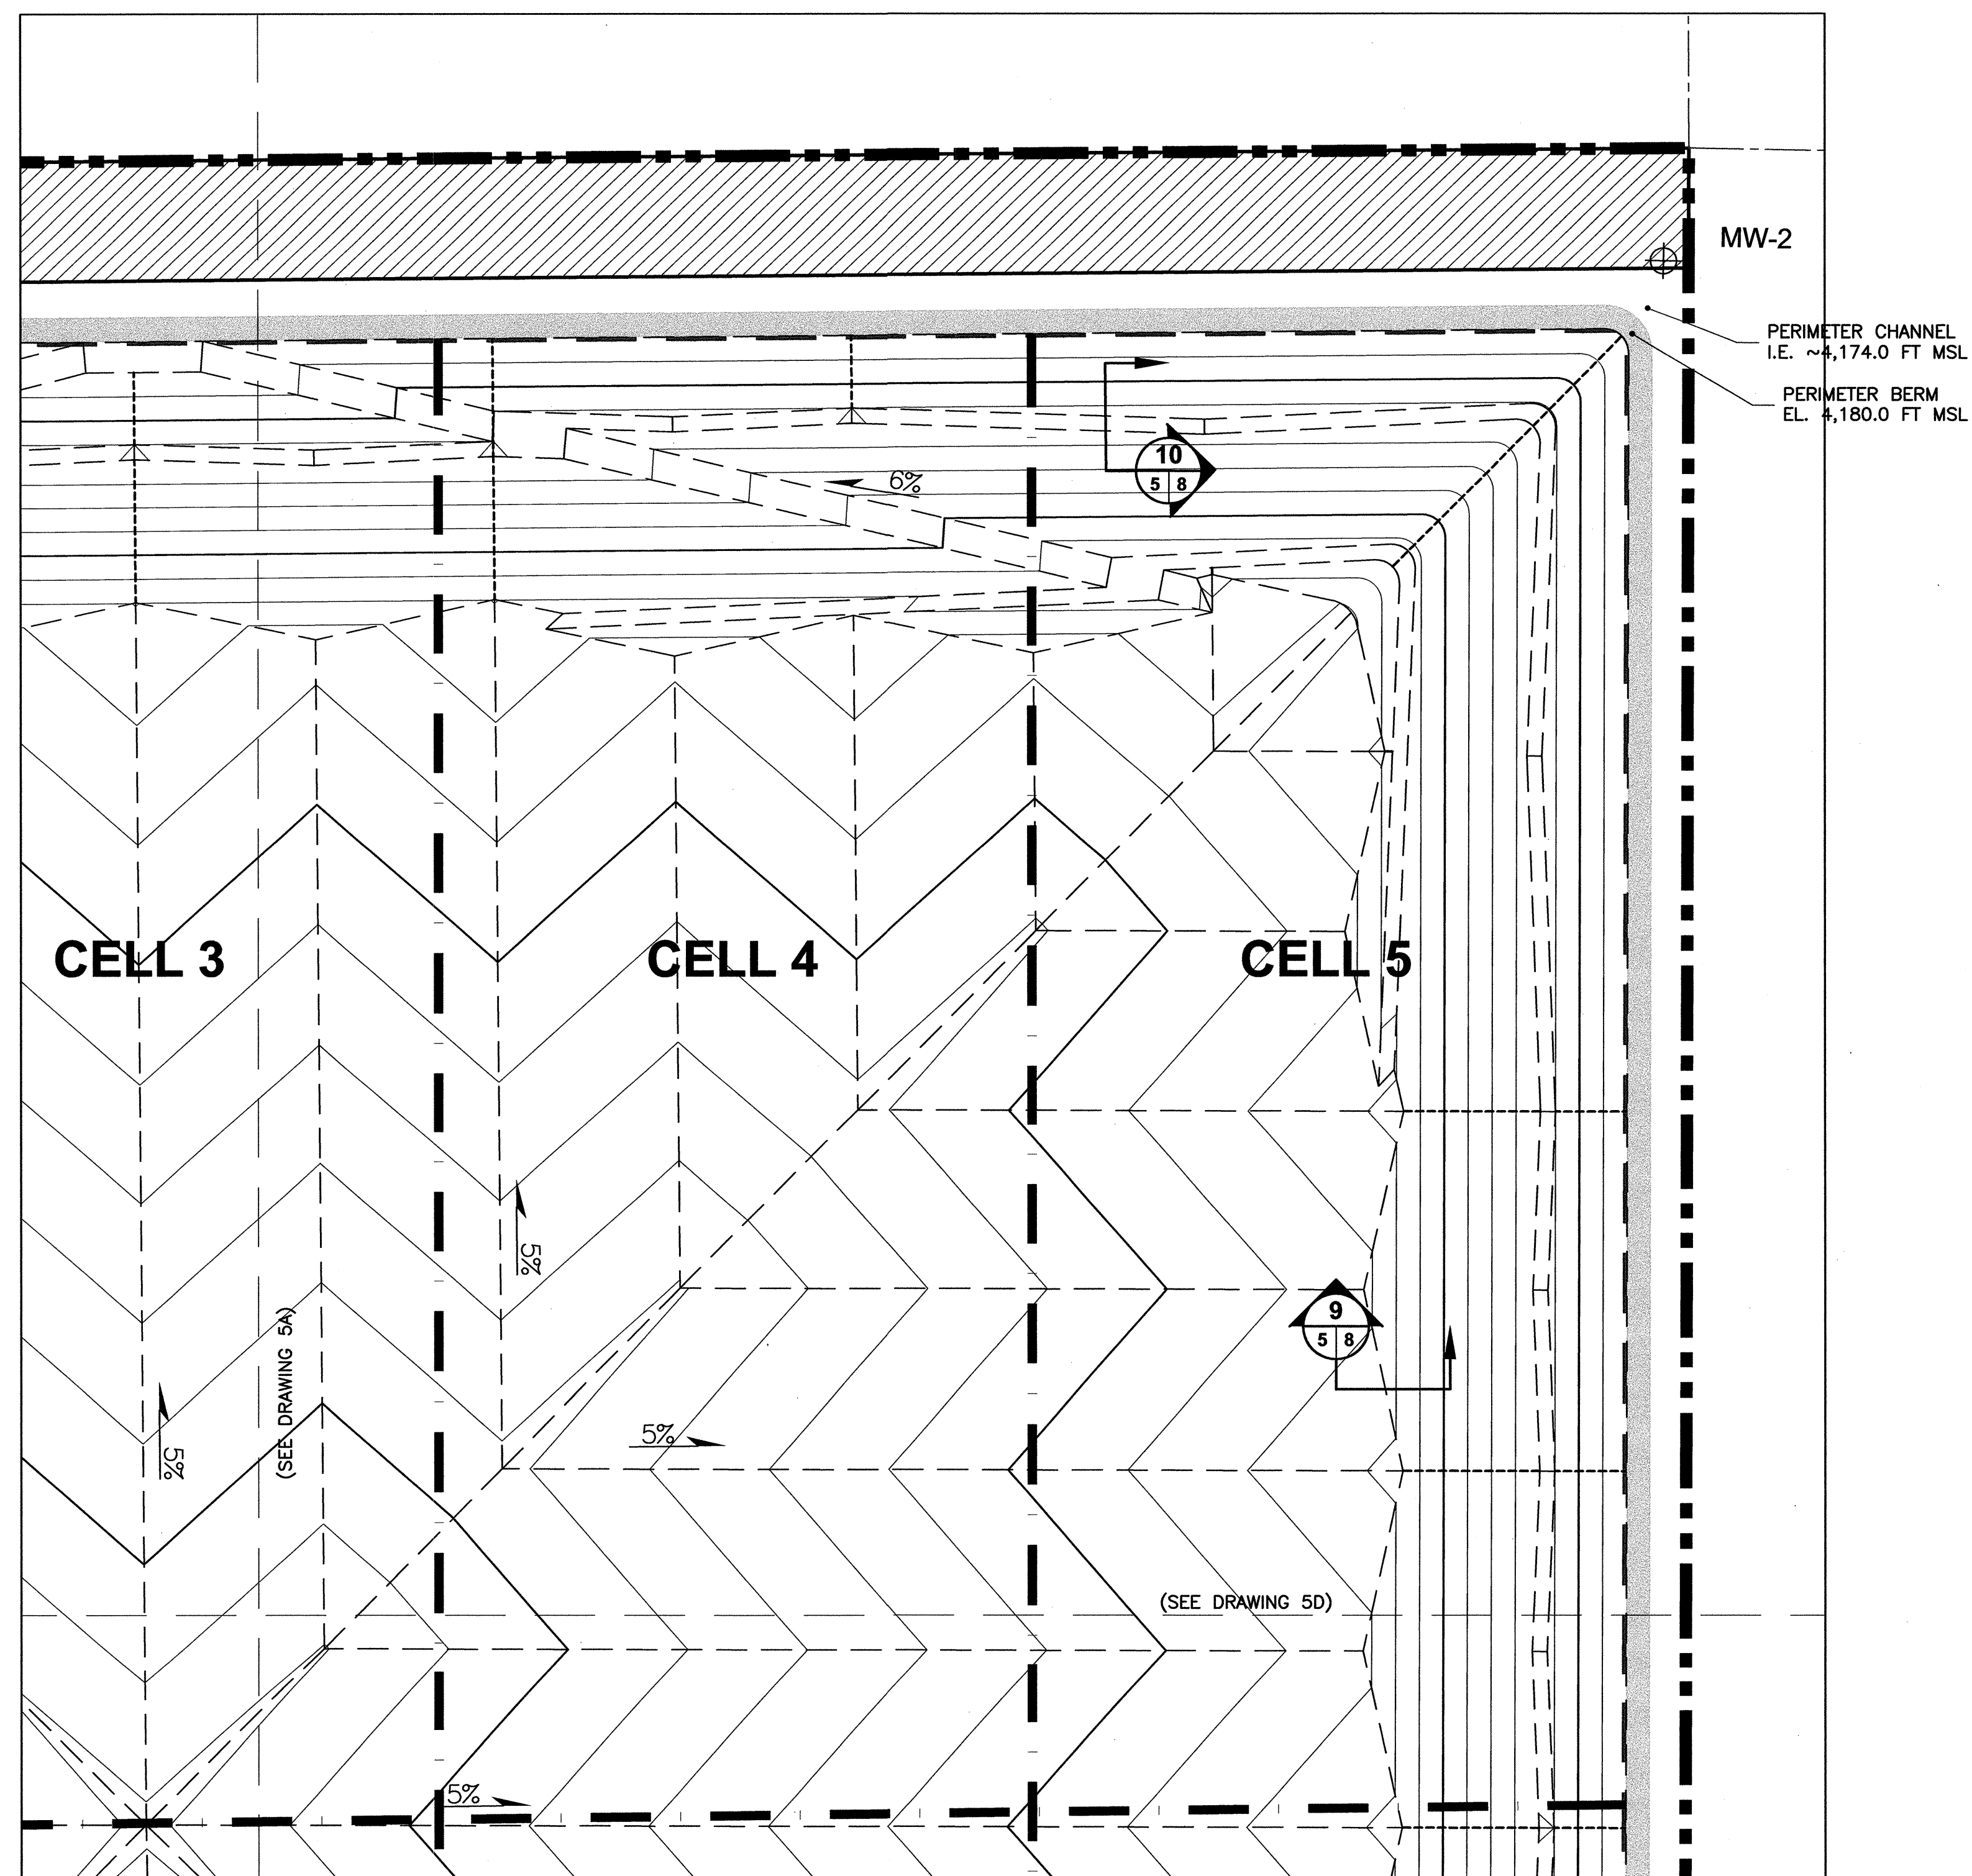 MW-2
PERIMETER CHANNEL
I.E. ~4,174.0 FT MSL
PERIMETER BERM
EL. 4,180.0 FT MSL
10
5 8
6%
CELL 3
CELL 4
CELL 5
5%
9
5 8
(SEE DRAWING 5A)
5%
5%
(SEE DRAWING 5D)
5%